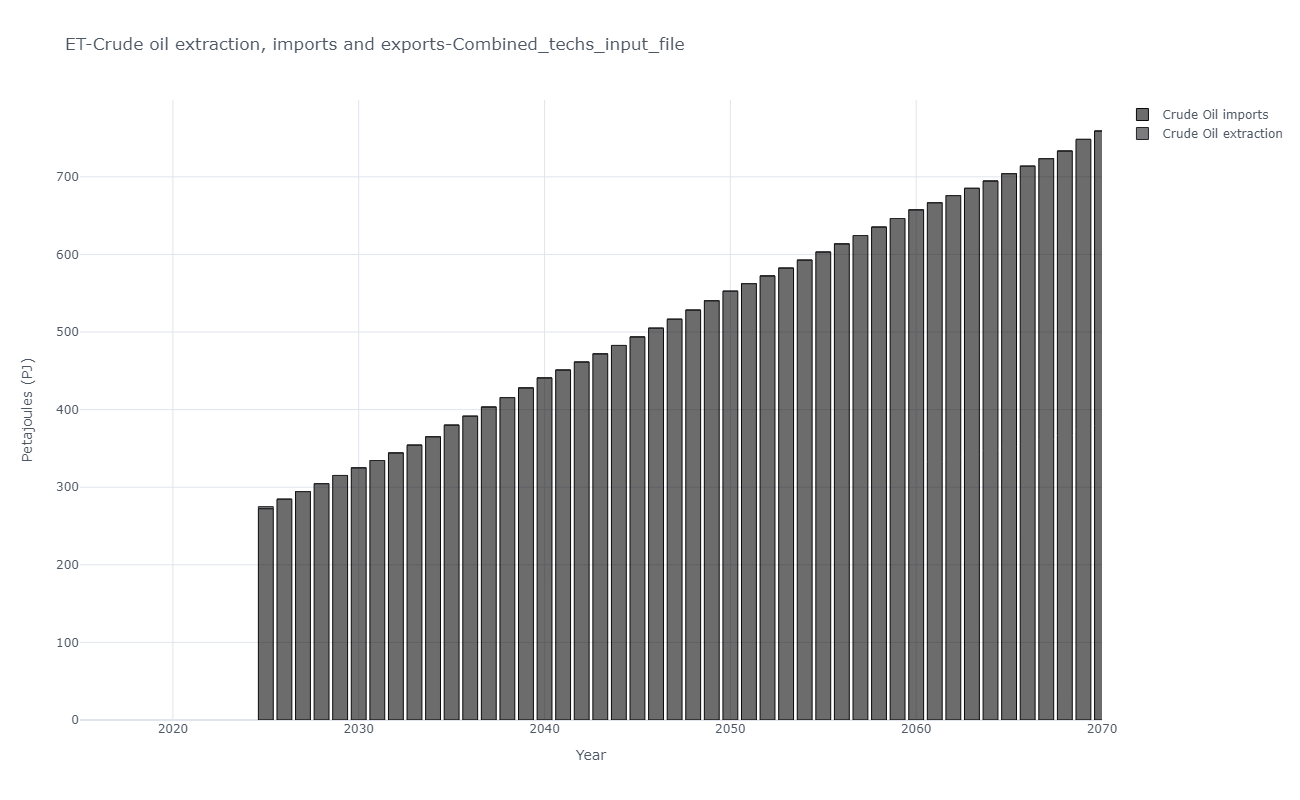 ET-Crude oil extraction, imports and exports-Combined_techs_input_file
Crude Oil imports
Crude Oil extraction
Petajoules (PJ)
700
600
500
400
300
200
100
0
2020
2030
2040
2050
2060
2070
Year